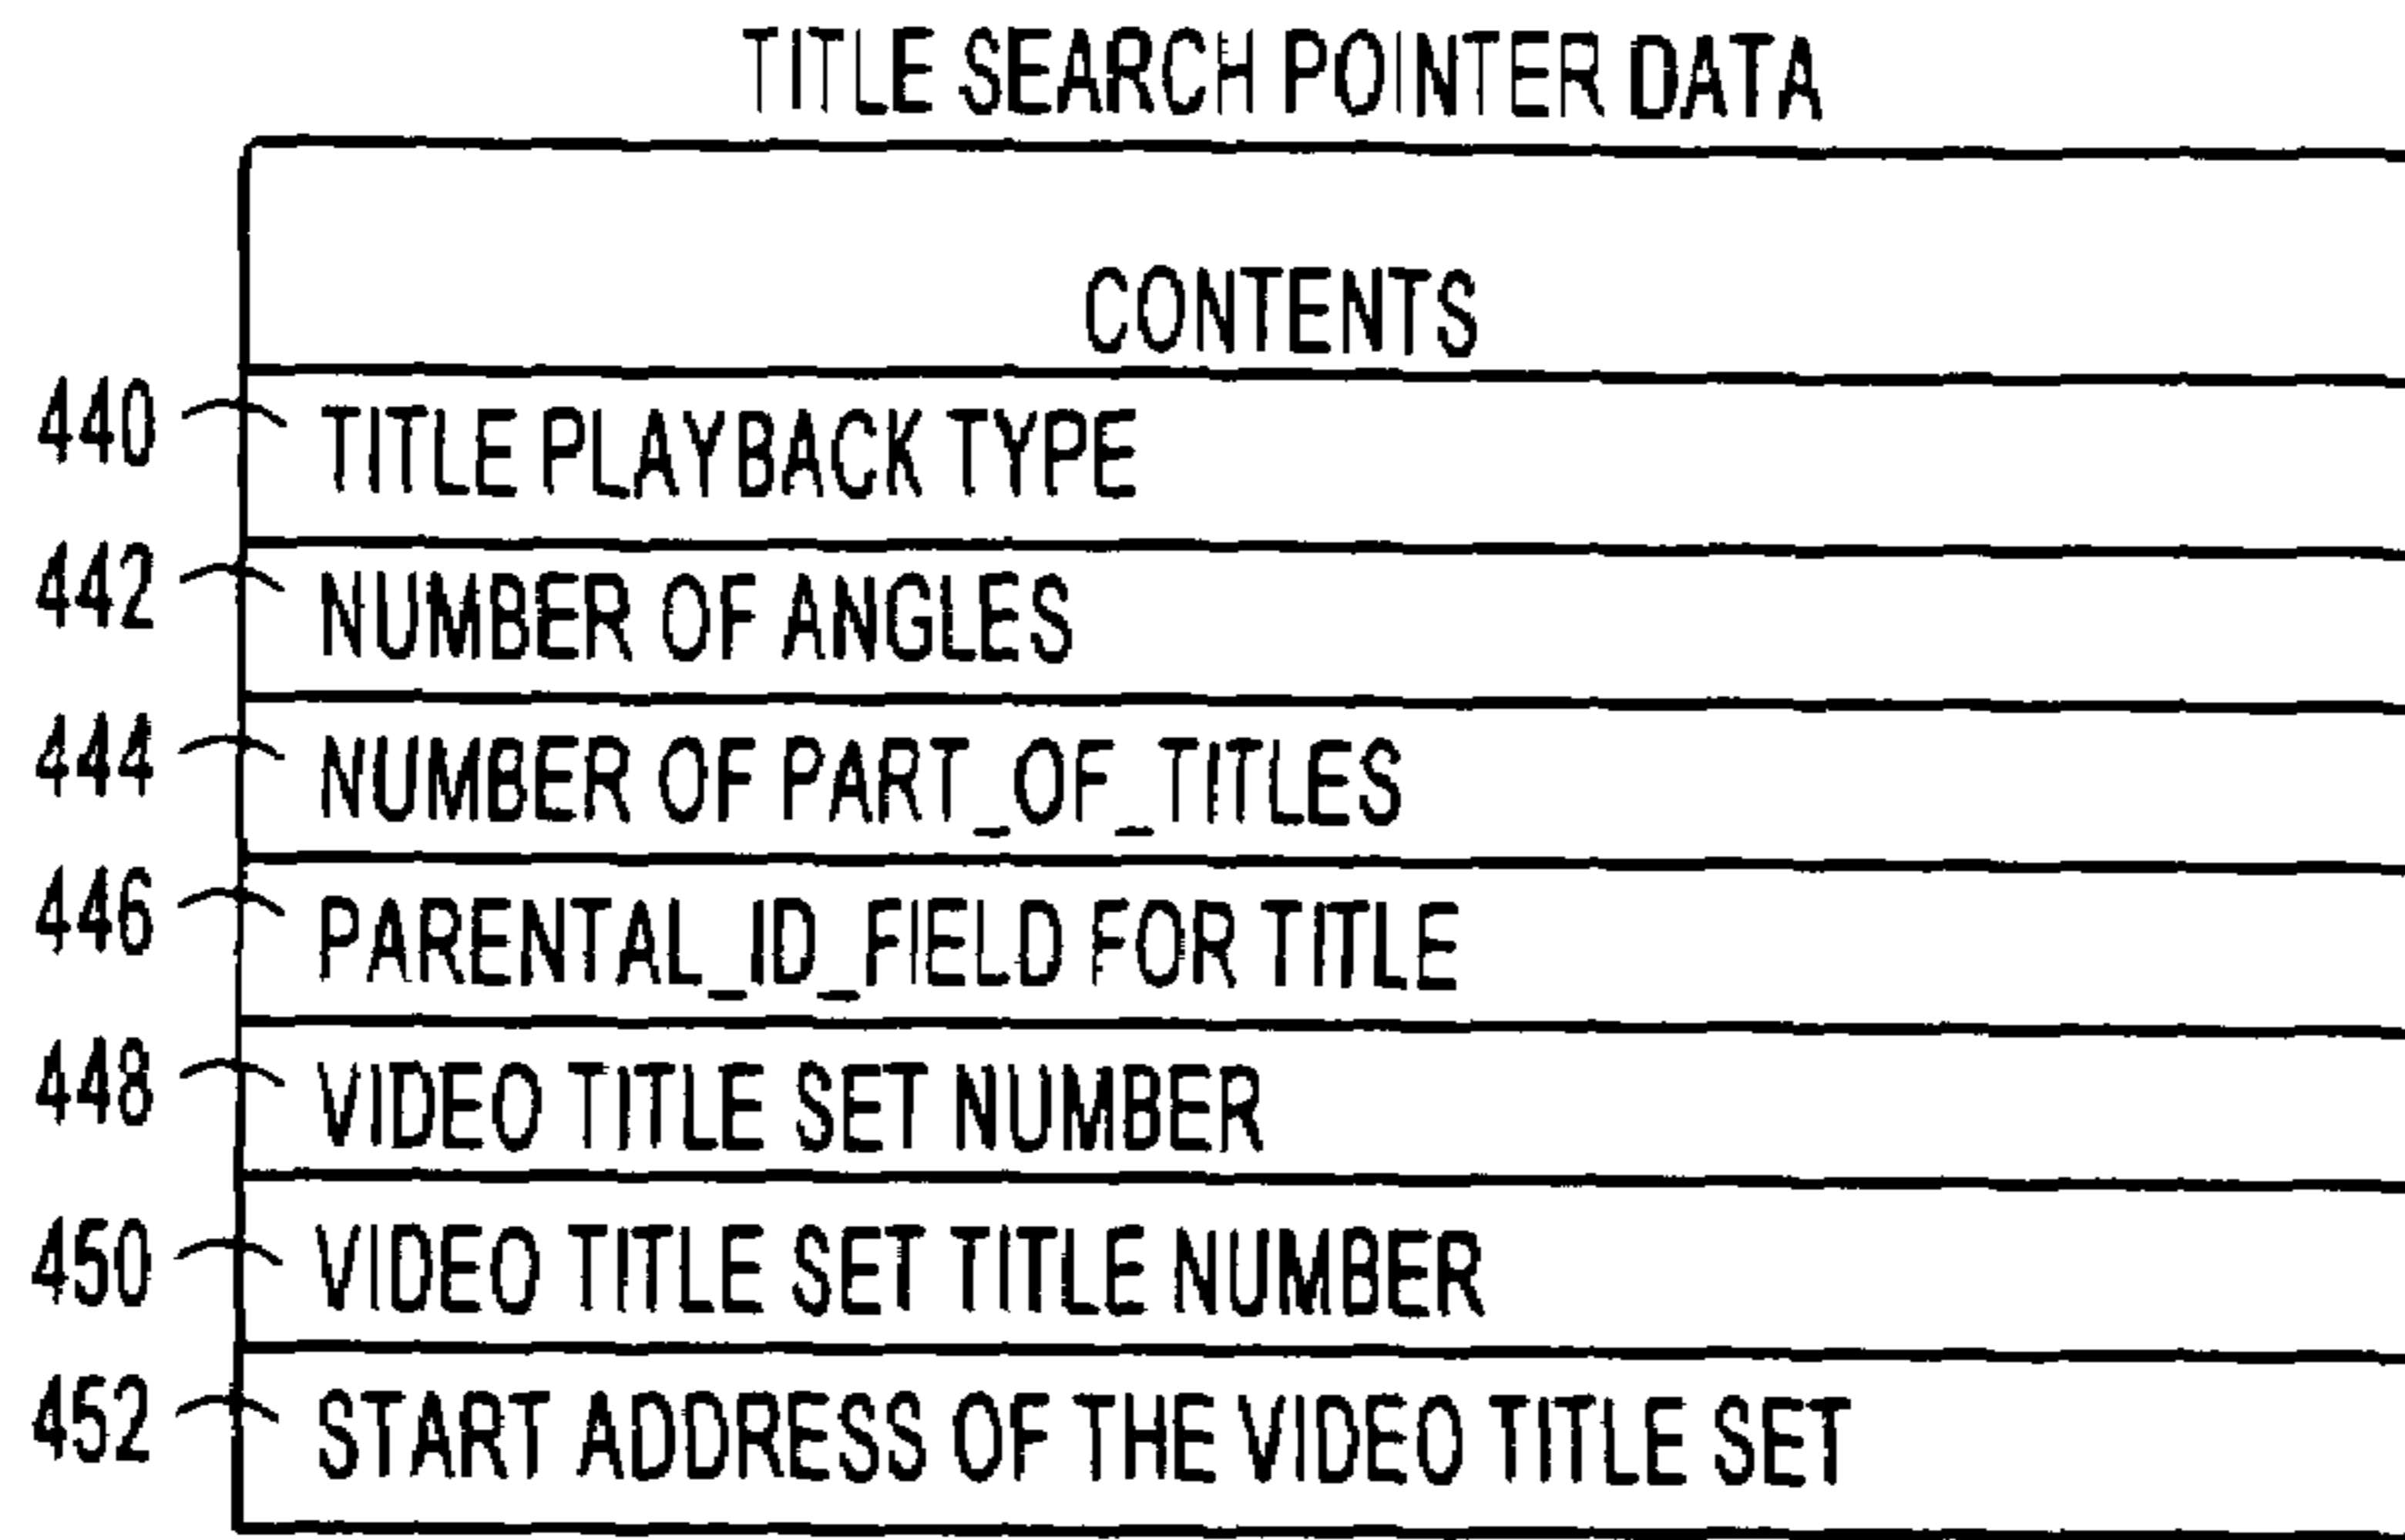 TITLE SEARCH POINTER DATA
CONTENTS
440 TITLE PLAYBACK TYPE
442 NUMBER OF ANGLES
444 NUMBER OF PART_OF_TITLES
446 PARENTAL_ID_FIELD FOR TITLE
448 VIDEO TITLE SET NUMBER
450 VIDEO TITLE SET TITLE NUMBER
452 START ADDRESS OF THE VIDEO TITLE SET